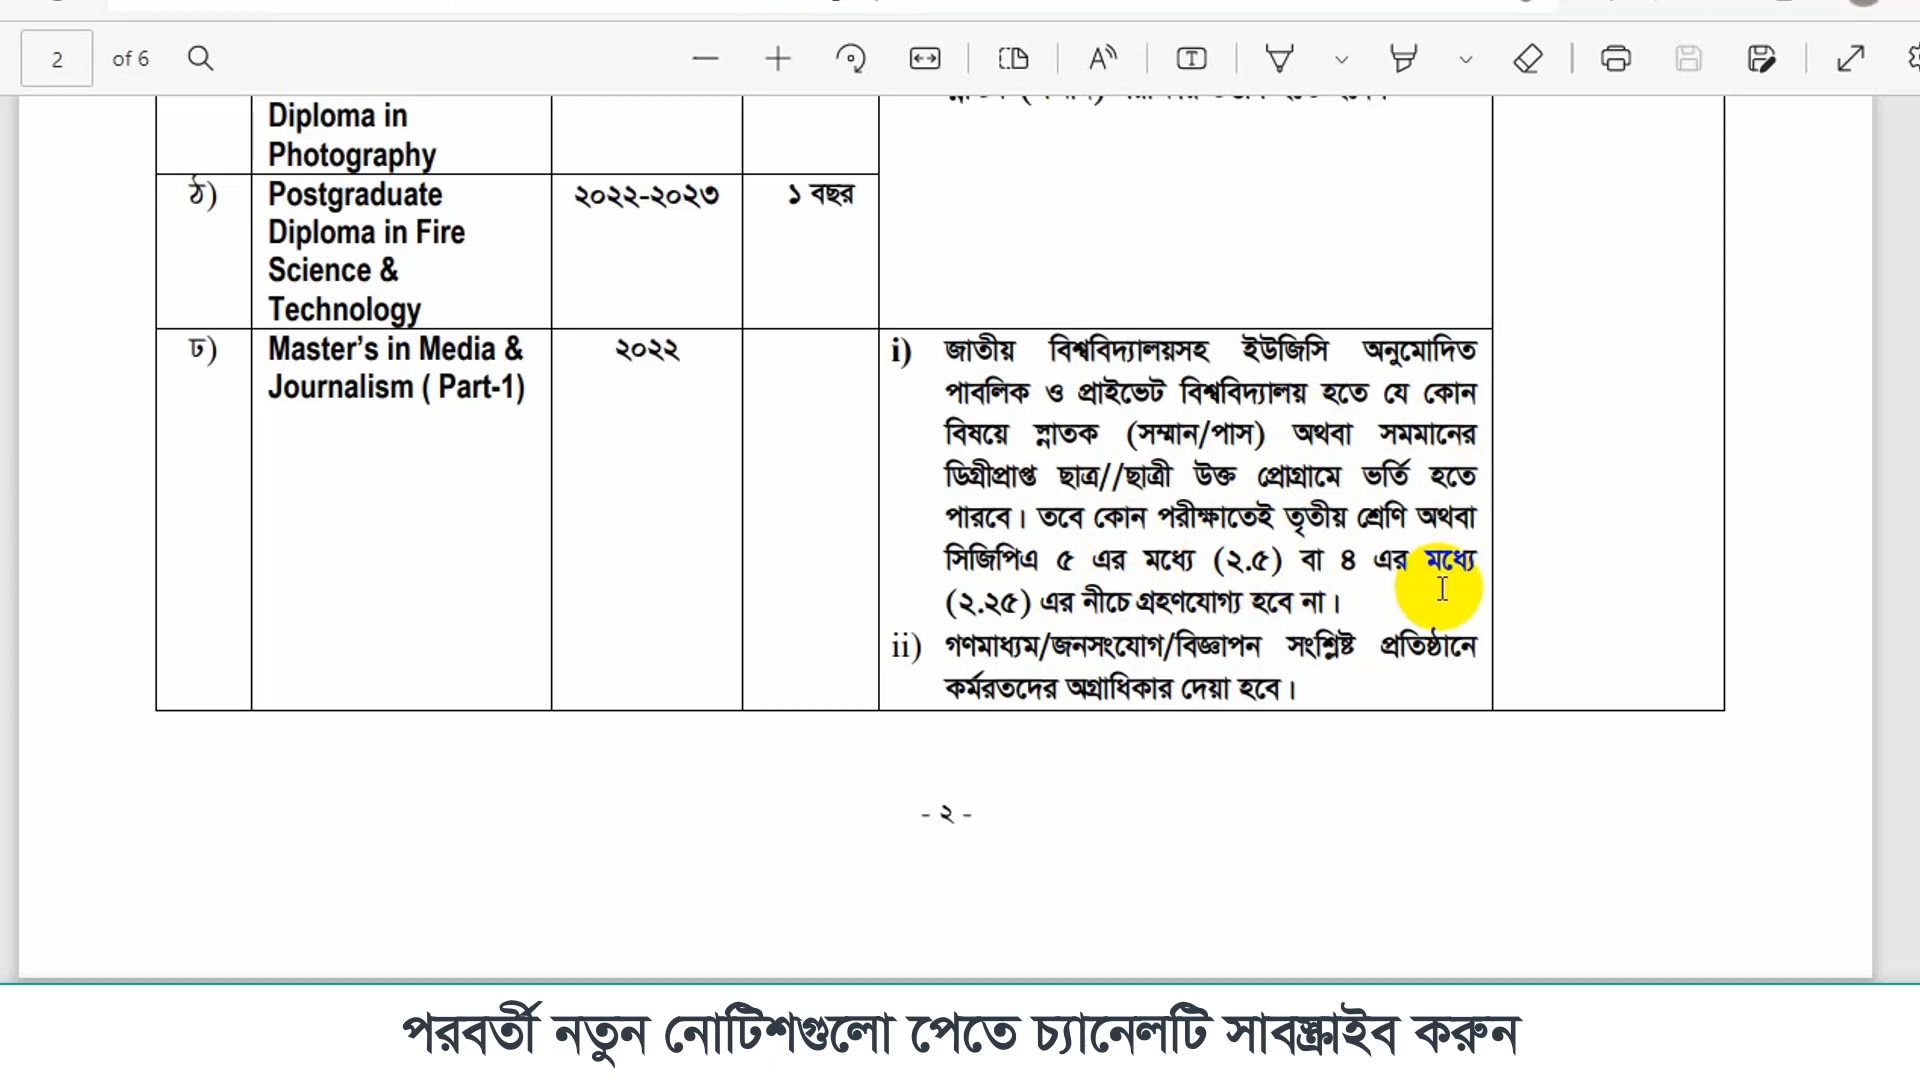 2 of 6
Diploma in
Photography
ঠ)
Postgraduate
Diploma in Fire
Science &
Technology
২০২২-২০২৩
১ বছর
ঢ)
Master's in Media &
Journalism ( Part-1)
২০২২
i) জাতীয় বিশ্ববিদ্যালয়সহ ইউজিসি অনুমোদিত
পাবলিক ও প্রাইভেট বিশ্ববিদ্যালয় হতে যে কোন
বিষয়ে স্নাতক (সম্মান/পাস) অথবা সমমানের
ডিগ্রীপ্রাপ্ত ছাত্র//ছাত্রী উক্ত প্রোগ্রামে ভর্তি হতে
পারবে। তবে কোন পরীক্ষাতেই তৃতীয় শ্রেণি অথবা
সিজিপিএ ৫ এর মধ্যে (২.৫) বা ৪ এর মধ্যে
(২.২৫) এর নীচে গ্রহণযোগ্য হবে না।
ii) গণমাধ্যম/জনসংযোগ/বিজ্ঞাপন সংশ্লিষ্ট প্রতিষ্ঠানে
কর্মরতদের অগ্রাধিকার দেয়া হবে।
- ২ -
পরবর্তী নতুন নোটিশগুলো পেতে চ্যানেলটি সাবস্ক্রাইব করুন